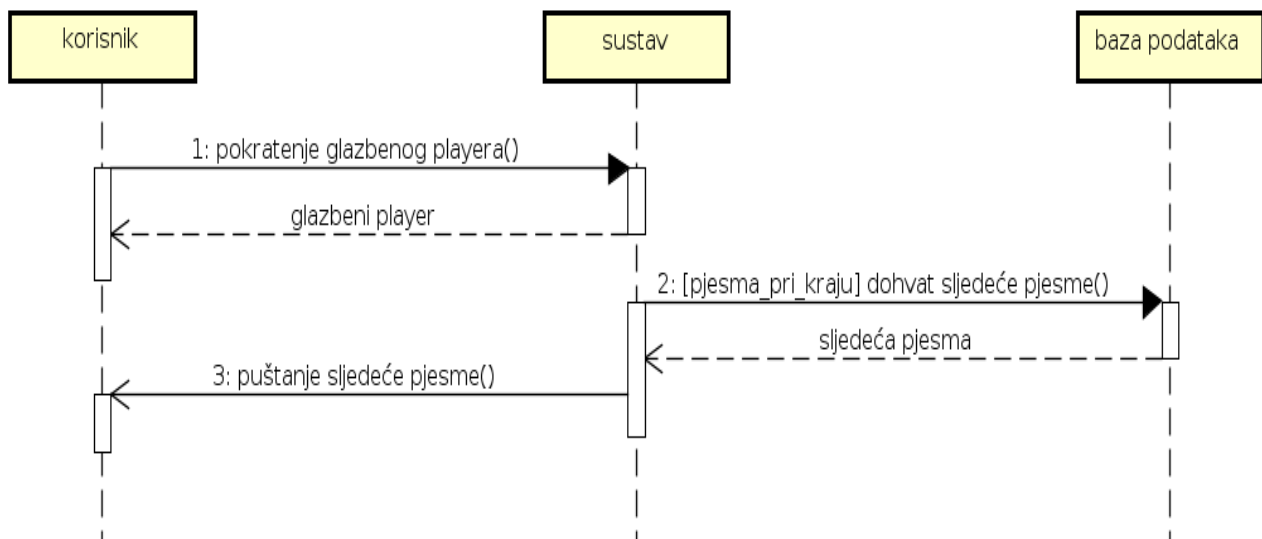 korisnik
sustav
baza podataka
1: pokratenje glazbenog playera()
glazbeni player
2: [pjesma_pri_kraju] dohvat sljedeće pjesme()
sljedeća pjesma
3: puštanje sljedeće pjesme()